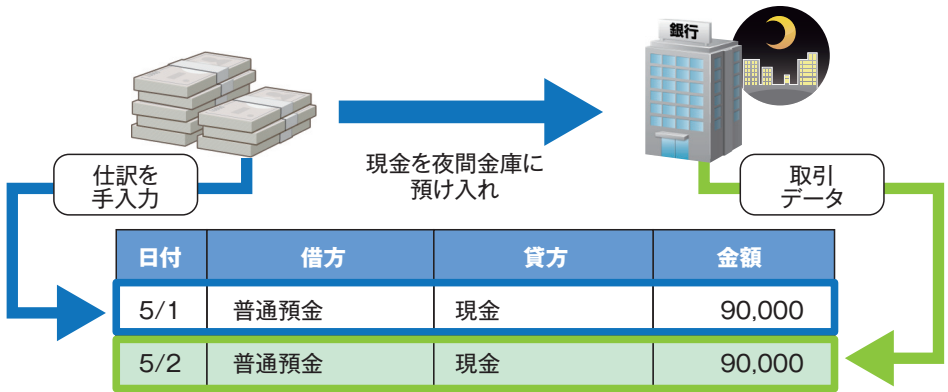 銀行
現金を夜間金庫に
預け入れ
仕訳を
手入力
取引
データ
日付 借方 貸方 金額
5/1 普通預金 現金 90,000
5/2 普通預金 現金 90,000